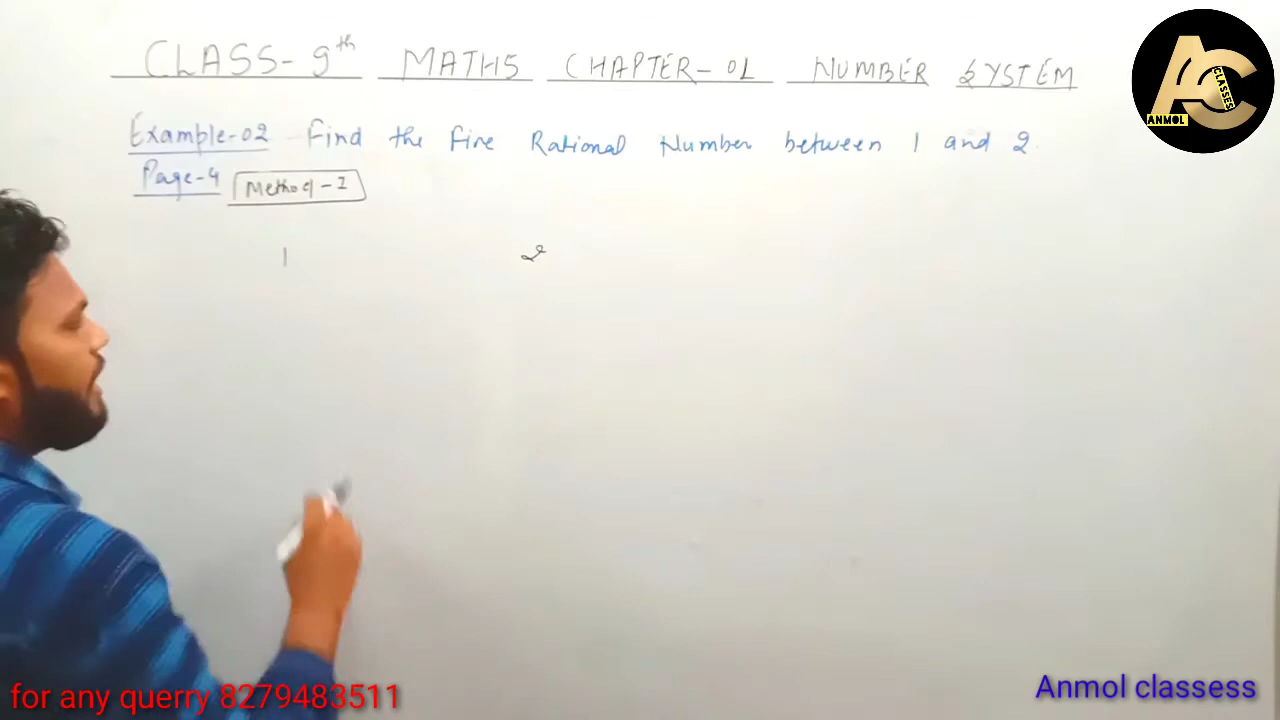 CLASS-9th MATHS CHAPTER-01 NUMBER SYSTEM
Example-02 Find the Five Rational Number between 1 and 2
Page-4 Method-I
1 2
AC
ANMOL CLASSES
for any querry 8279483511
Anmol classess